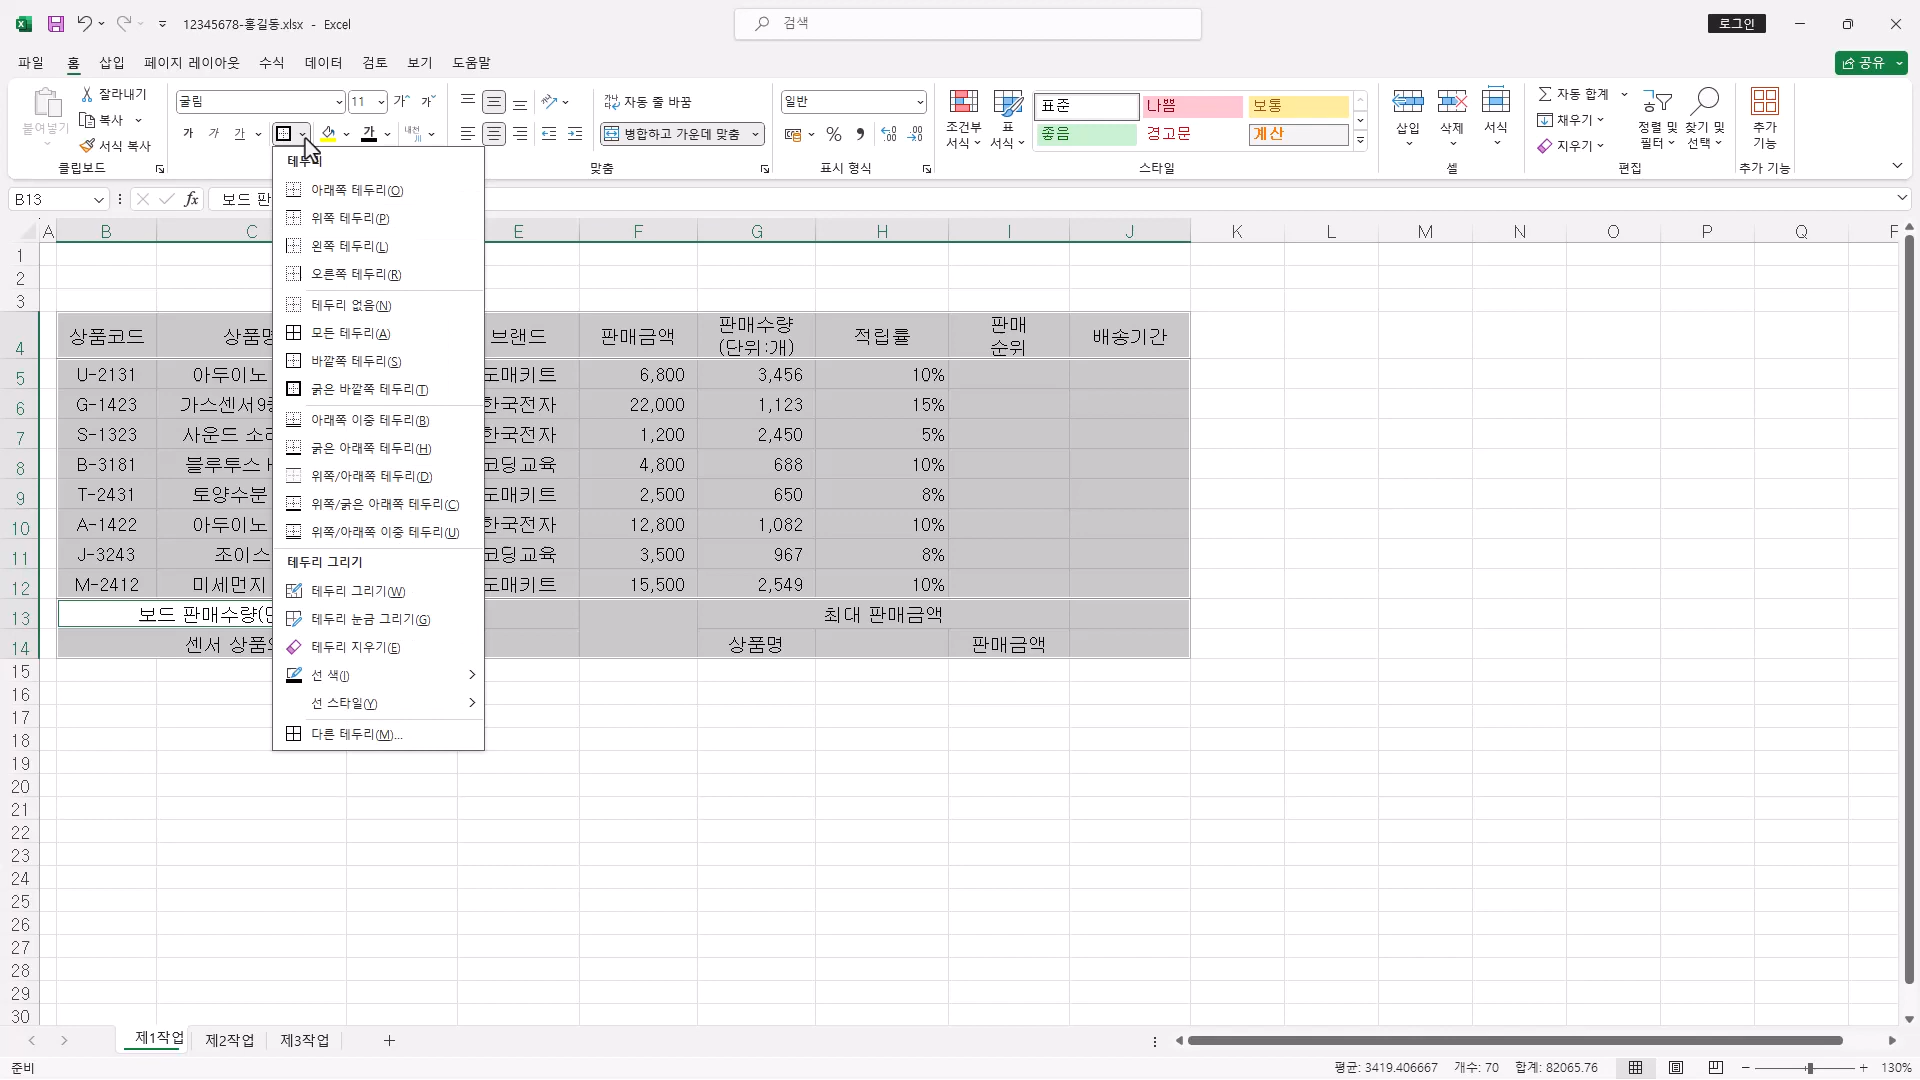 12345678-홍길동.xlsx - Excel
검색
로그인
파일 홈 삽입 페이지 레이아웃 수식 데이터 검토 보기 도움말
공유
붙여넣기
잘라내기
복사
서식 복사
클립보드
굴림 11
가 가 가 가
내천
자동 줄 바꿈
병합하고 가운데 맞춤
맞춤
일반
표시 형식
조건부 서식
표 서식
표준 나쁨 보통
좋음 경고문 계산
스타일
삽입 삭제 서식
셀
자동 합계
채우기
지우기
정렬 및 필터
찾기 및 선택
편집
추가 기능
추가 기능
B13
fx 보드
테두리
아래쪽 테두리(O)
위쪽 테두리(P)
왼쪽 테두리(L)
오른쪽 테두리(R)
테두리 없음(N)
모든 테두리(A)
바깥쪽 테두리(S)
굵은 바깥쪽 테두리(T)
아래쪽 이중 테두리(B)
굵은 아래쪽 테두리(H)
위쪽/아래쪽 테두리(D)
위쪽/굵은 아래쪽 테두리(C)
위쪽/아래쪽 이중 테두리(U)
테두리 그리기
테두리 그리기(W)
테두리 눈금 그리기(G)
테두리 지우기(E)
선 색(I)
선 스타일(Y)
다른 테두리(M)...
A B C E F G H I J K L M N O P Q
1
2
3
4 상품코드 브랜드 판매금액 판매수량 (단위:개) 적립률 판매 순위 배송기간
5 U-2131 아두이노 도매키트 6,800 3,456 10%
6 G-1423 가스센서9 한국전자 22,000 1,123 15%
7 S-1323 사운드 한국전자 1,200 2,450 5%
8 B-3181 블루투스 코딩교육 4,800 688 10%
9 T-2431 토양수분 도매키트 2,500 650 8%
10 A-1422 아두이노 한국전자 12,800 1,082 10%
11 J-3243 조이스 코딩교육 3,500 967 8%
12 M-2412 미세먼지 도매키트 15,500 2,549 10%
13 보드 판매수량( 최대 판매금액
14 센서 상품명 판매금액
15
16
17
18
19
20
21
22
23
24
25
26
27
28
29
30
제1작업 제2작업 제3작업
준비
평균: 3419.406667 개수: 70 합계: 82065.76
130%